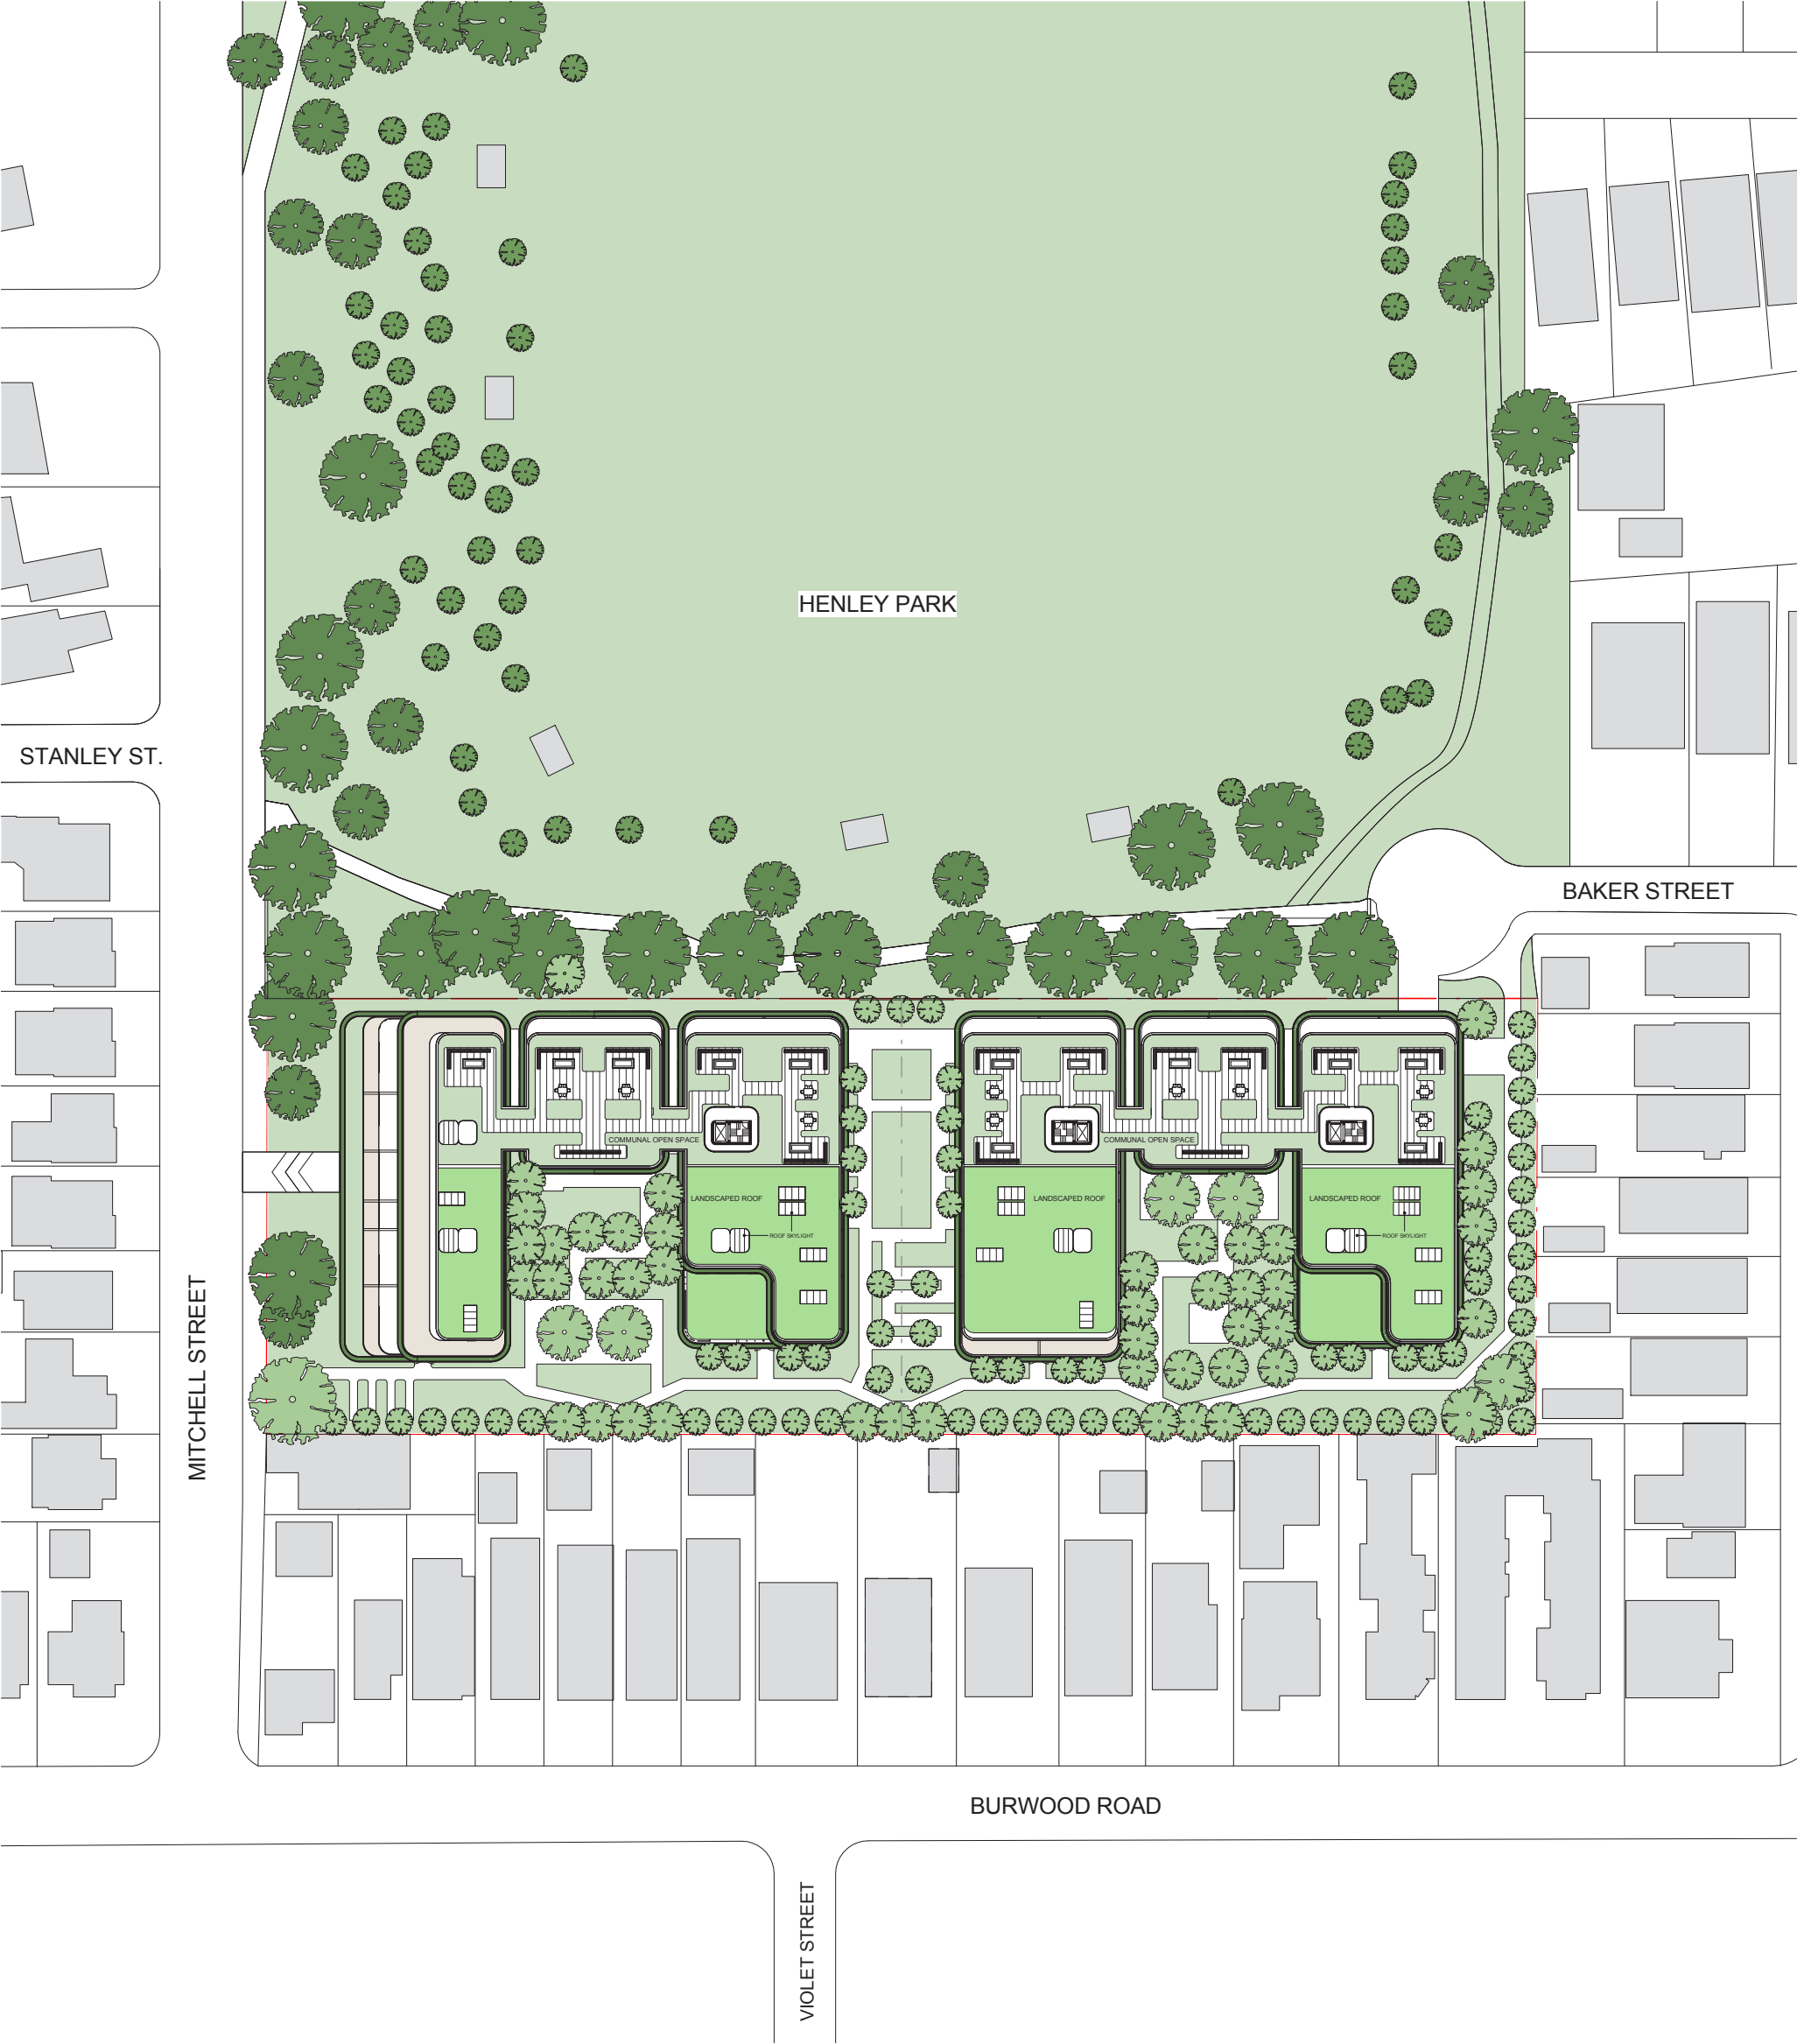 HENLEY PARK
STANLEY ST.
BAKER STREET
COMMUNAL OPEN SPACE
COMMUNAL OPEN SPACE
LANDSCAPED ROOF
LANDSCAPED ROOF
LANDSCAPED ROOF
ROOF SKYLIGHT
ROOF SKYLIGHT
MITCHELL STREET
BURWOOD ROAD
VIOLET STREET